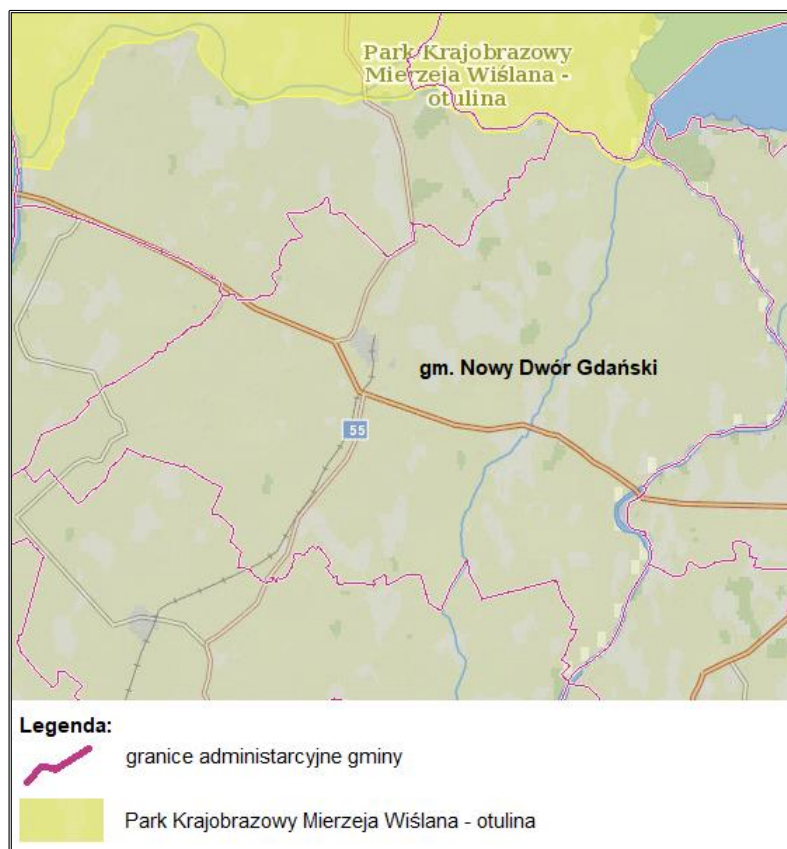 Park Krajobrazowy
Mierzeja Wiślana -
otulina
gm. Nowy Dwór Gdański
55
Legenda:
granice administarcyjne gminy
Park Krajobrazowy Mierzeja Wiślana - otulina